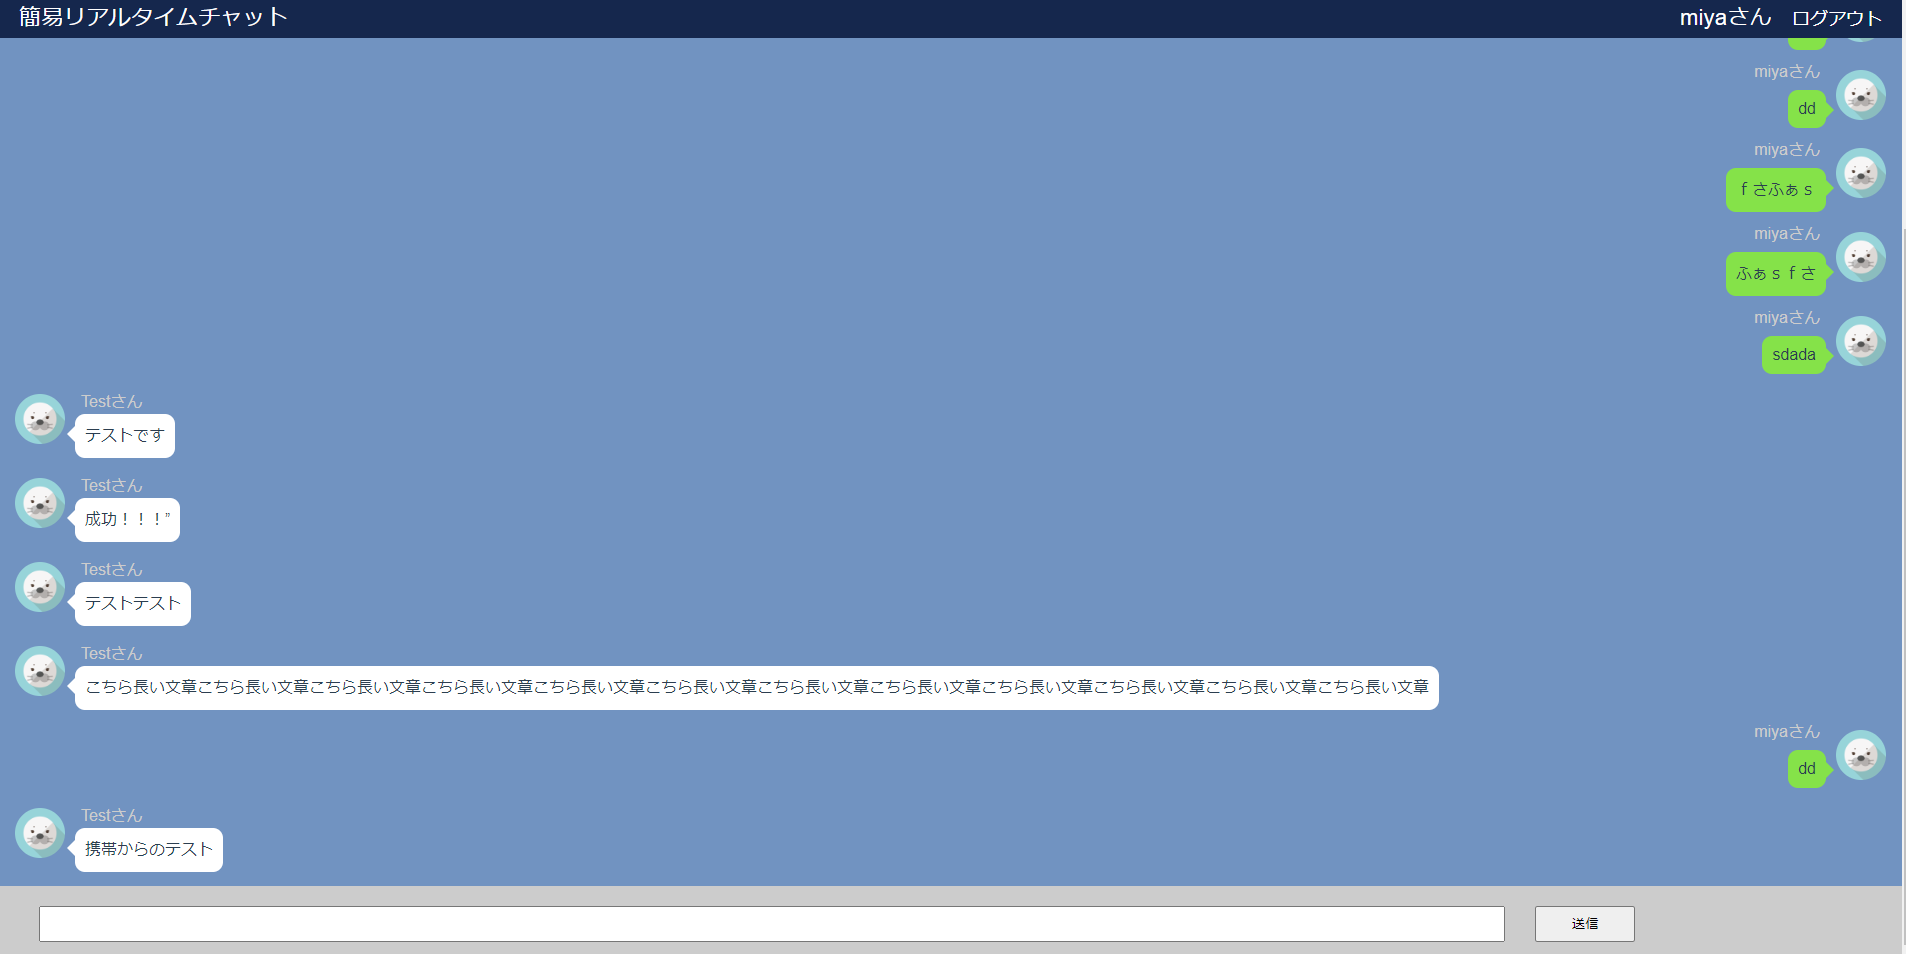 簡易リアルタイムチャット
miyaさん ログアウト
miyaさん
dd
miyaさん
ｆさふぁｓ
miyaさん
ふぁｓｆさ
miyaさん
sdada
Testさん
テストです
Testさん
成功！！！”
Testさん
テストテスト
Testさん
こちら長い文章こちら長い文章こちら長い文章こちら長い文章こちら長い文章こちら長い文章こちら長い文章こちら長い文章こちら長い文章こちら長い文章こちら長い文章こちら長い文章
miyaさん
dd
Testさん
携帯からのテスト
送信